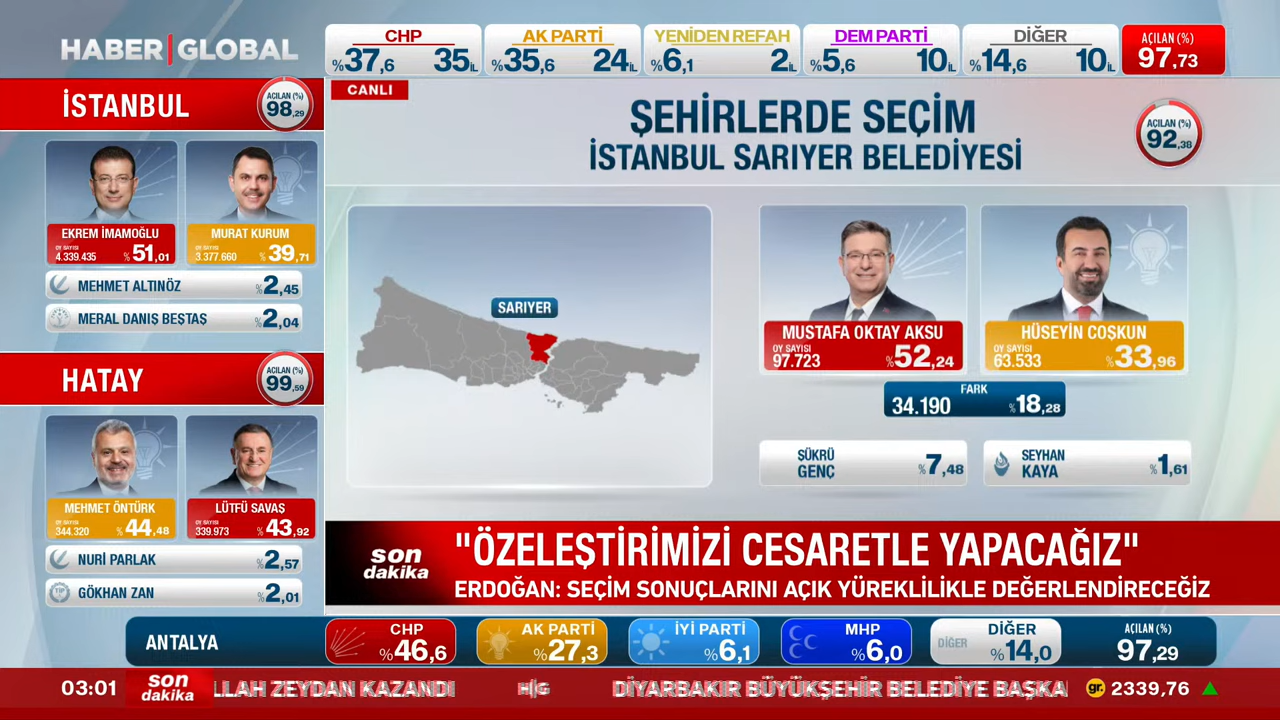 HABER GLOBAL
CHP
%37,6 35İL
AK PARTİ
%35,6 24İL
YENİDEN REFAH
%6,1 2İL
DEM PARTİ
%5,6 10İL
DİĞER
%14,6 10İL
AÇILAN (%)
97,73
İSTANBUL
AÇILAN (%)
98,29
EKREM İMAMOĞLU
OY SAYISI
4.339.435 %51,01
MURAT KURUM
OY SAYISI
3.377.660 %39,71
MEHMET ALTINÖZ %2,45
MERAL DANIŞ BEŞTAŞ %2,04
HATAY
AÇILAN (%)
99,59
MEHMET ÖNTÜRK
OY SAYISI
344.320 %44,48
LÜTFÜ SAVAŞ
OY SAYISI
339.973 %43,92
NURİ PARLAK %2,57
GÖKHAN ZAN %2,01
CANLI
ŞEHİRLERDE SEÇİM
İSTANBUL SARIYER BELEDİYESİ
AÇILAN (%)
92,38
SARIYER
MUSTAFA OKTAY AKSU
OY SAYISI
97.723 %52,24
HÜSEYİN COŞKUN
OY SAYISI
63.533 %33,96
FARK
34.190 %18,28
ŞÜKRÜ
GENÇ
%7,48
SEYHAN
KAYA
%1,61
son
dakika
"ÖZELEŞTİRİMİZİ CESARETLE YAPACAĞIZ"
ERDOĞAN: SEÇİM SONUÇLARINI AÇIK YÜREKLİLİKLE DEĞERLENDİRECEĞİZ
ANTALYA
CHP
%46,6
AK PARTİ
%27,3
İYİ PARTİ
%6,1
MHP
%6,0
DİĞER
DİĞER
%14,0
AÇILAN (%)
97,29
03:01
son
dakika
LLAH ZEYDAN KAZANDI H|G DİYARBAKIR BÜYÜKŞEHİR BELEDİYE BAŞKA
gr. 2339,76